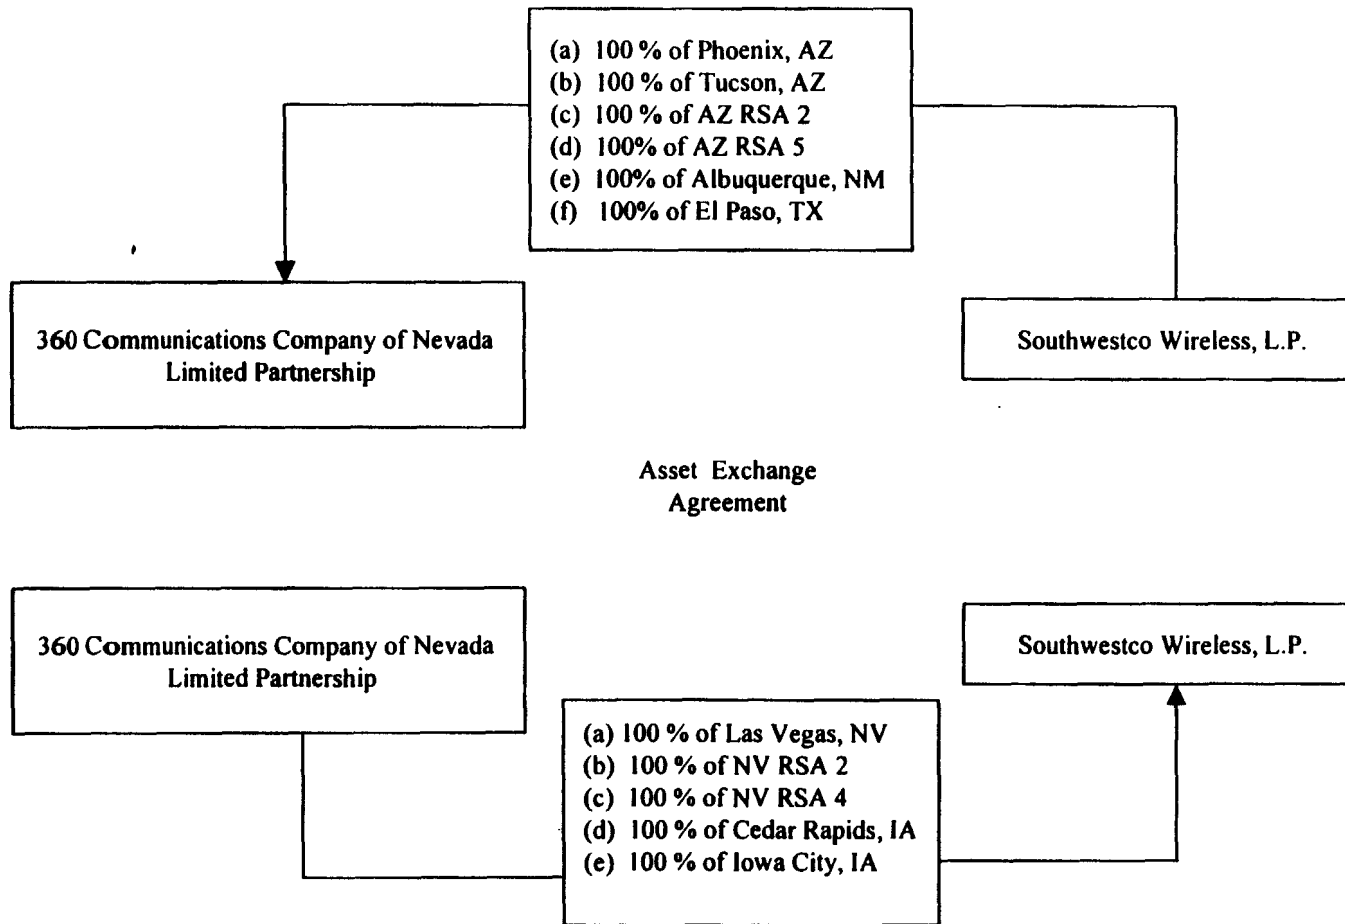 (a) 100 % of Phoenix, AZ
(b) 100 % of Tucson, AZ
(c) 100 % of AZ RSA 2
(d) 100% of AZ RSA 5
(e) 100% of Albuquerque, NM
(f) 100% of El Paso, TX
360 Communications Company of Nevada
Limited Partnership
Southwestco Wireless, L.P.
Asset Exchange
Agreement
360 Communications Company of Nevada
Limited Partnership
Southwestco Wireless, L.P.
(a) 100 % of Las Vegas, NV
(b) 100 % of NV RSA 2
(c) 100 % of NV RSA 4
(d) 100 % of Cedar Rapids, IA
(e) 100 % of Iowa City, IA